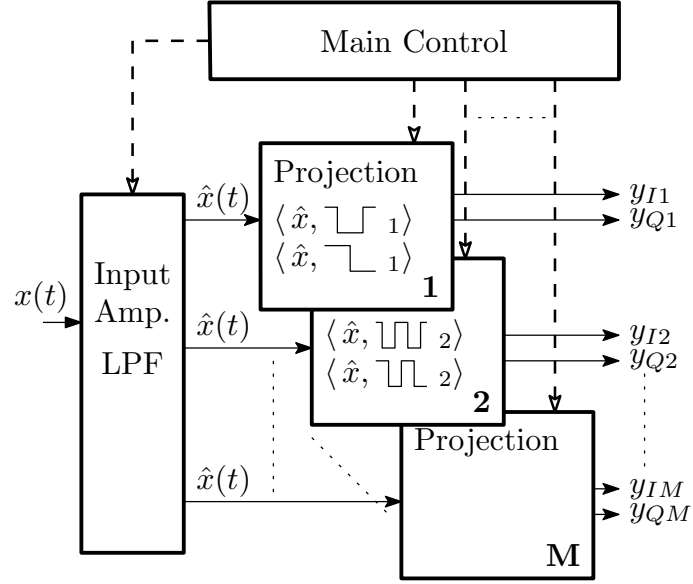 Main Control
x̂(t)
Projection
⟨ x̂, 1⟩
⟨ x̂, 1⟩
1
y_{I1}
y_{Q1}
x(t)
Input
Amp.
LPF
x̂(t)
⟨ x̂, 2⟩
⟨ x̂, 2⟩
2
y_{I2}
y_{Q2}
x̂(t)
Projection
M
y_{IM}
y_{QM}